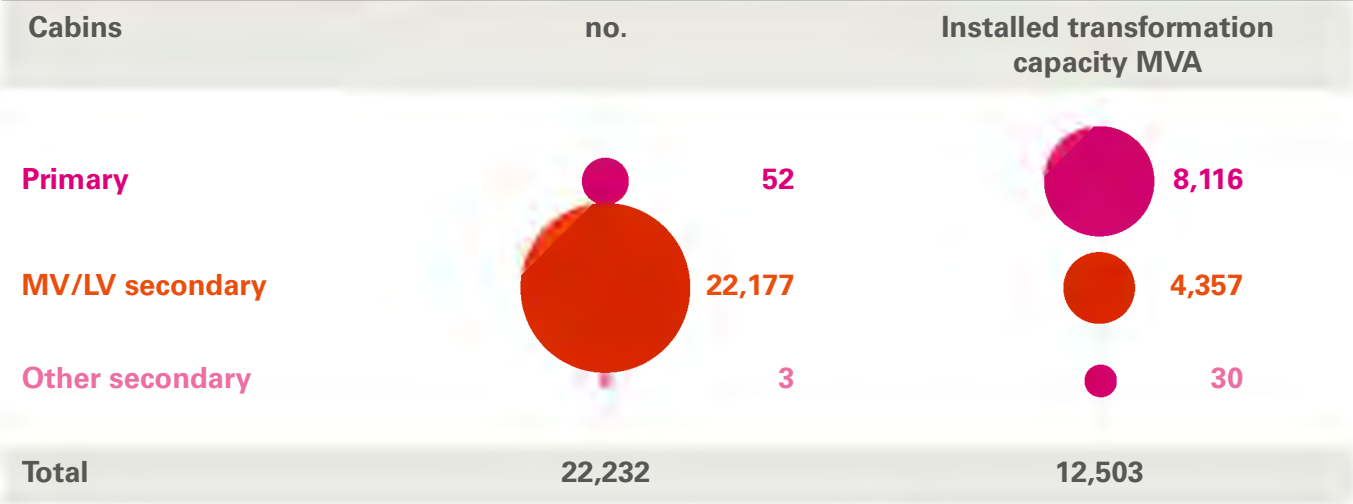 Cabins no. Installed transformation
capacity MVA
Primary 52 8,116
MV/LV secondary 22,177 4,357
Other secondary 3 30
Total 22,232 12,503